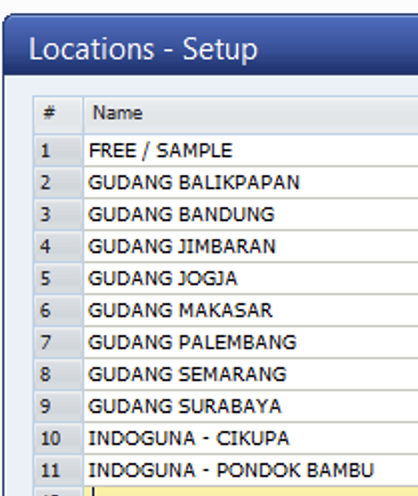 Locations - Setup
# Name
1 FREE / SAMPLE
2 GUDANG BALIKPAPAN
3 GUDANG BANDUNG
4 GUDANG JIMBARAN
5 GUDANG JOGJA
6 GUDANG MAKASAR
7 GUDANG PALEMBANG
8 GUDANG SEMARANG
9 GUDANG SURABAYA
10 INDOGUNA - CIKUPA
11 INDOGUNA - PONDOK BAMBU